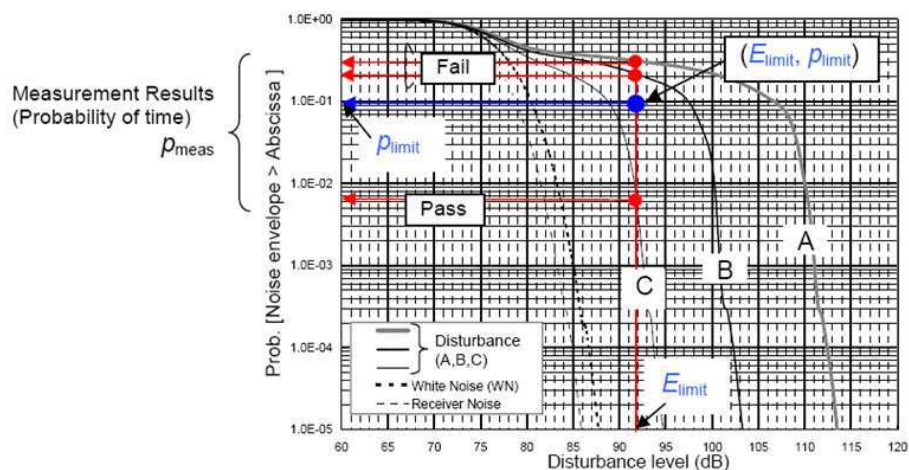 1.0E+00
1.0E-01
1.0E-02
1.0E-03
1.0E-04
1.0E-05
Prob. [Noise envelope > Abscissa ]
Measurement Results
(Probability of time)
pmeas
Fail
(Elimit, plimit)
plimit
Pass
A
B
C
Disturbance
(A,B,C)
White Noise (WN)
Receiver Noise
Elimit
60 65 70 75 80 85 90 95 100 105 110 115 120
Disturbance level (dB)